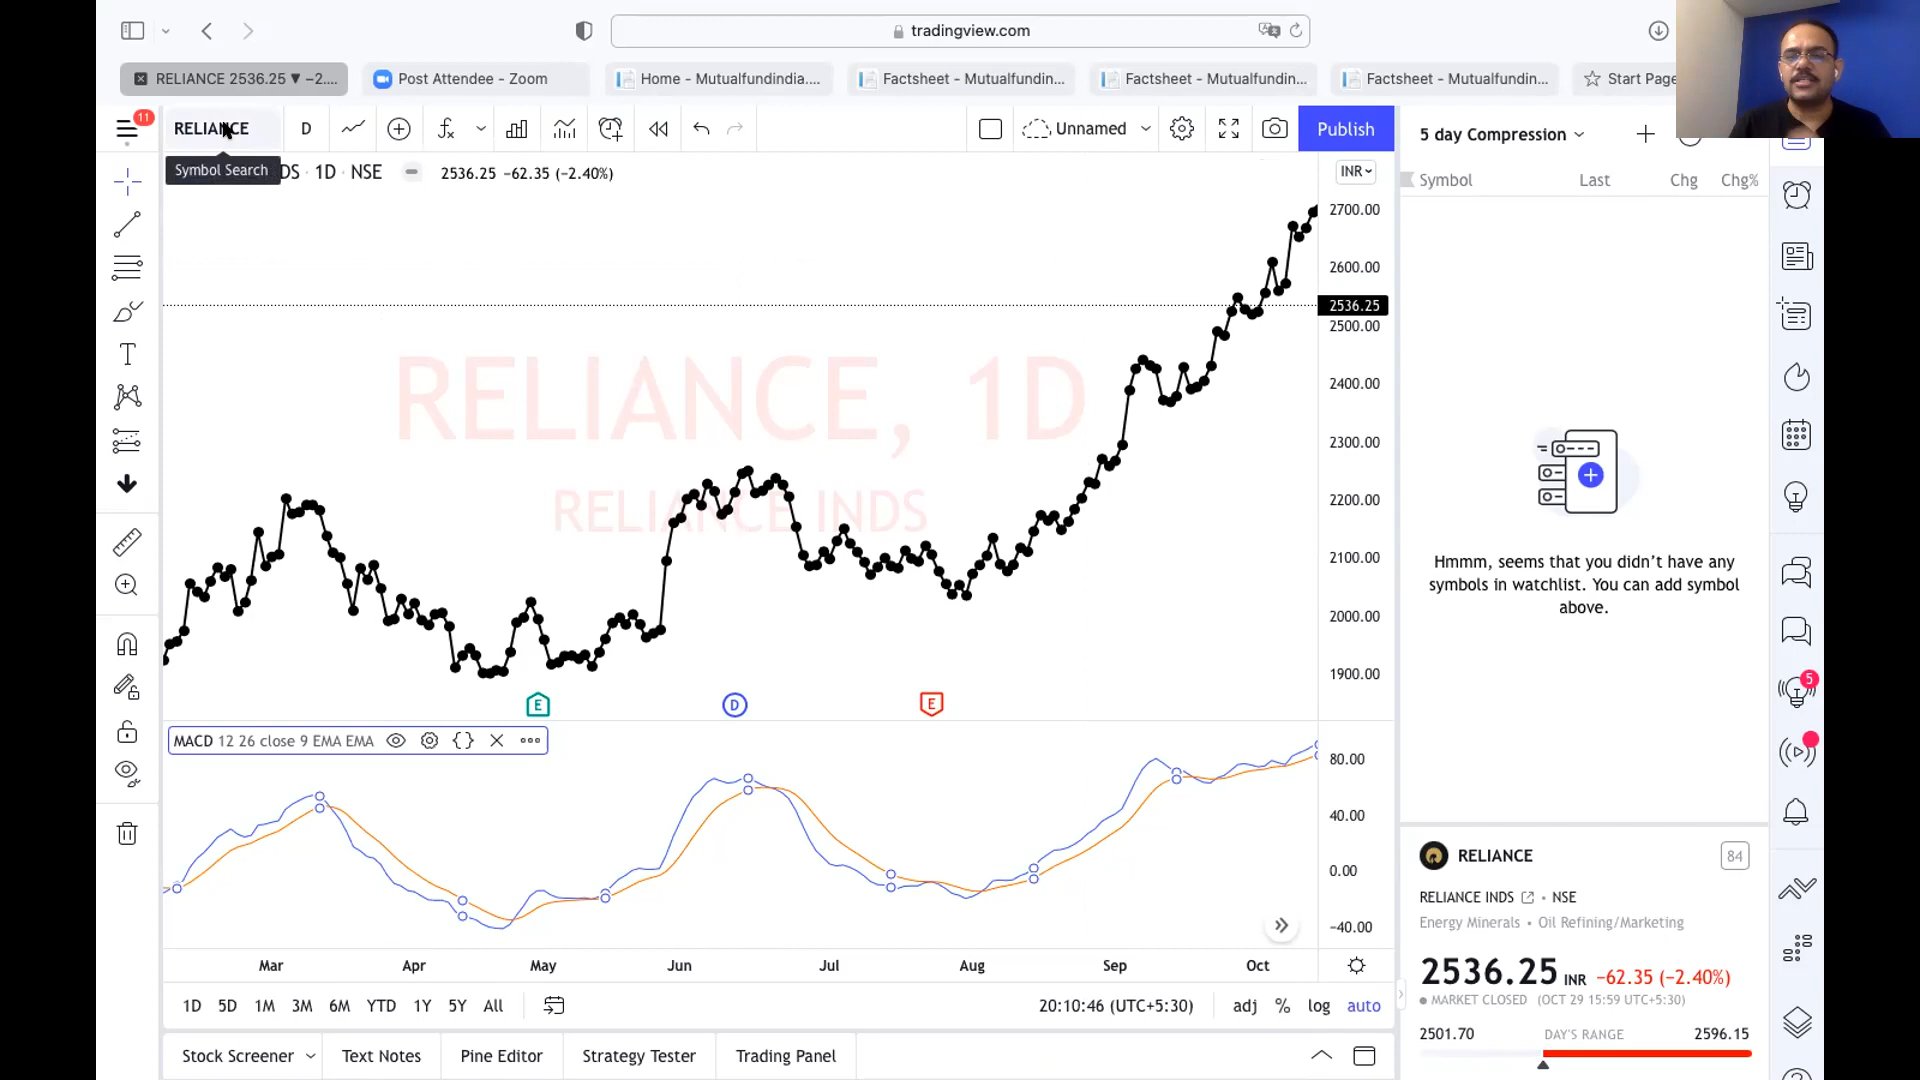 tradingview.com
RELIANCE 2536.25 ▼ −2....
Post Attendee - Zoom
Home - Mutualfundindia....
Factsheet - Mutualfundin...
Factsheet - Mutualfundin...
Factsheet - Mutualfundin...
Start Page
11
RELIANCE
D
Unnamed
Publish
5 day Compression
Symbol Search
DS · 1D · NSE
2536.25 −62.35 (−2.40%)
INR
Symbol Last Chg Chg%
2700.00
2600.00
2536.25
2500.00
2400.00
2300.00
2200.00
2100.00
2000.00
1900.00
RELIANCE, 1D
RELIANCE INDS
E
D
E
Hmmm, seems that you didn’t have any
symbols in watchlist. You can add symbol
above.
5
MACD 12 26 close 9 EMA EMA
80.00
40.00
0.00
−40.00
Mar Apr May Jun Jul Aug Sep Oct
1D 5D 1M 3M 6M YTD 1Y 5Y All
20:10:46 (UTC+5:30)
adj % log auto
Stock Screener
Text Notes
Pine Editor
Strategy Tester
Trading Panel
RELIANCE
84
RELIANCE INDS • NSE
Energy Minerals • Oil Refining/Marketing
2536.25 INR −62.35 (−2.40%)
MARKET CLOSED (OCT 29 15:59 UTC+5:30)
2501.70 DAY'S RANGE 2596.15